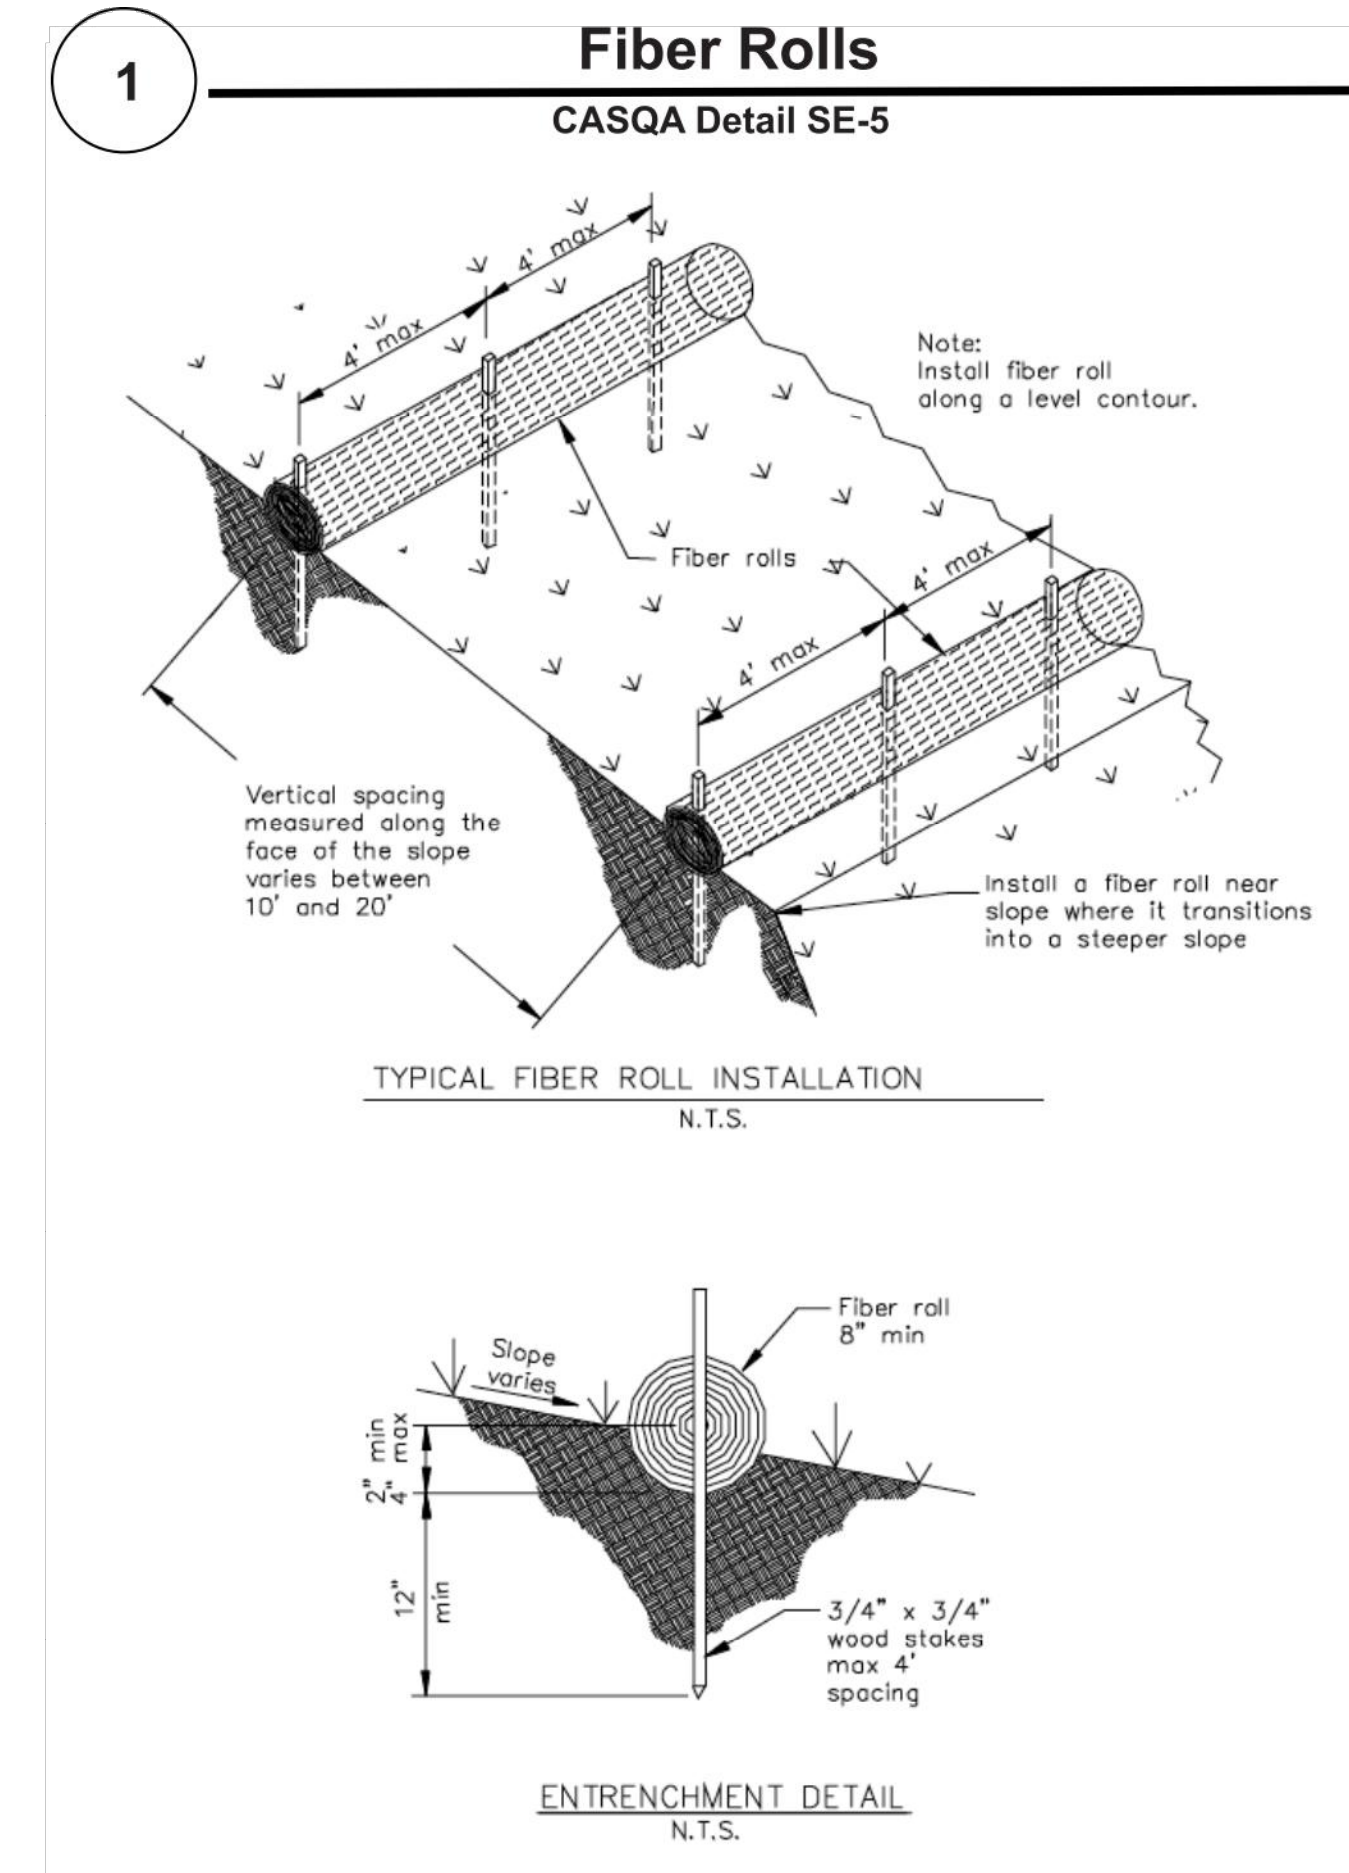 1
Fiber Rolls
CASQA Detail SE-5
4' max
4' max
Note:
Install fiber roll
along a level contour.
Fiber rolls
4' max
4' max
Vertical spacing
measured along the
face of the slope
varies between
10' and 20'
Install a fiber roll near
slope where it transitions
into a steeper slope
TYPICAL FIBER ROLL INSTALLATION
N.T.S.
Fiber roll
8" min
Slope
varies
2" min
4" max
12"
min
3/4" x 3/4"
wood stakes
max 4'
spacing
ENTRENCHMENT DETAIL
N.T.S.